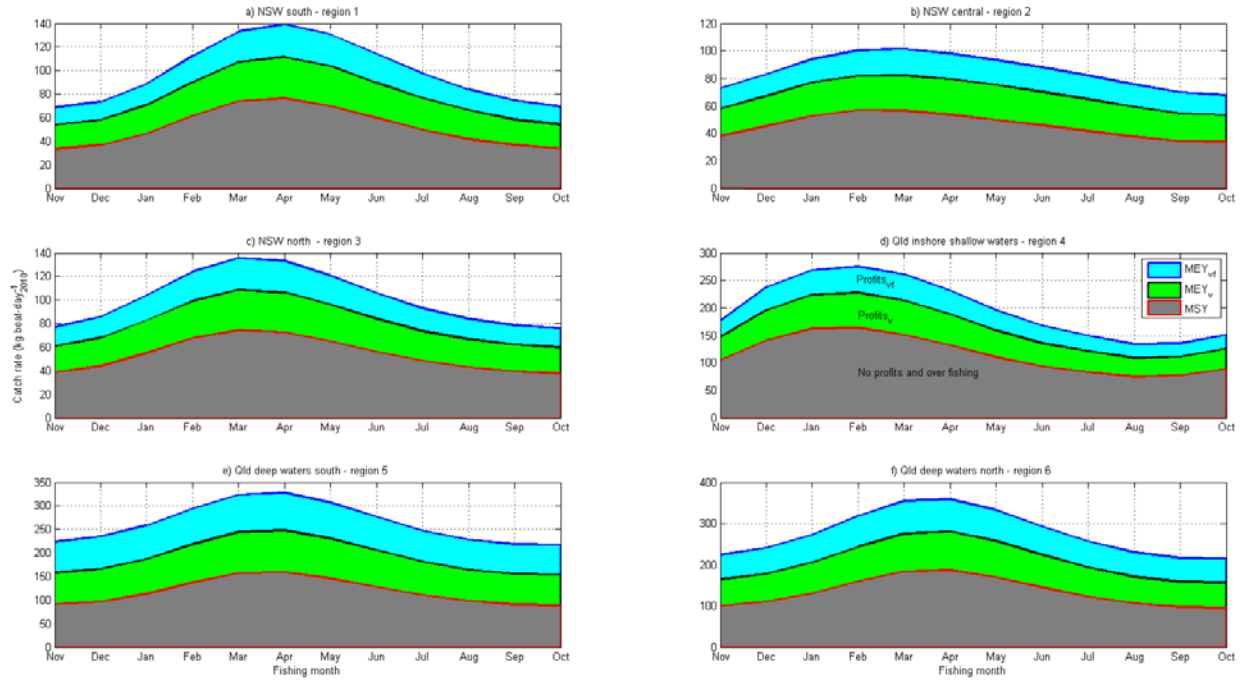 a) NSW south - region 1
140
120
100
80
60
40
20
0
Nov Dec Jan Feb Mar Apr May Jun Jul Aug Sep Oct
b) NSW central - region 2
120
100
80
60
40
20
0
Nov Dec Jan Feb Mar Apr May Jun Jul Aug Sep Oct
c) NSW north - region 3
Catch rate (kg boat-day⁻¹₂₀₁₀)
140
120
100
80
60
40
20
0
Nov Dec Jan Feb Mar Apr May Jun Jul Aug Sep Oct
d) Qld inshore shallow waters - region 4
300
250
200
150
100
50
0
Profits_vf
Profits_v
No profits and over fishing
MEY_vf
MEY_v
MSY
Nov Dec Jan Feb Mar Apr May Jun Jul Aug Sep Oct
e) Qld deep waters south - region 5
350
300
250
200
150
100
50
0
Nov Dec Jan Feb Mar Apr May Jun Jul Aug Sep Oct
Fishing month
f) Qld deep waters north - region 6
400
300
200
100
0
Nov Dec Jan Feb Mar Apr May Jun Jul Aug Sep Oct
Fishing month